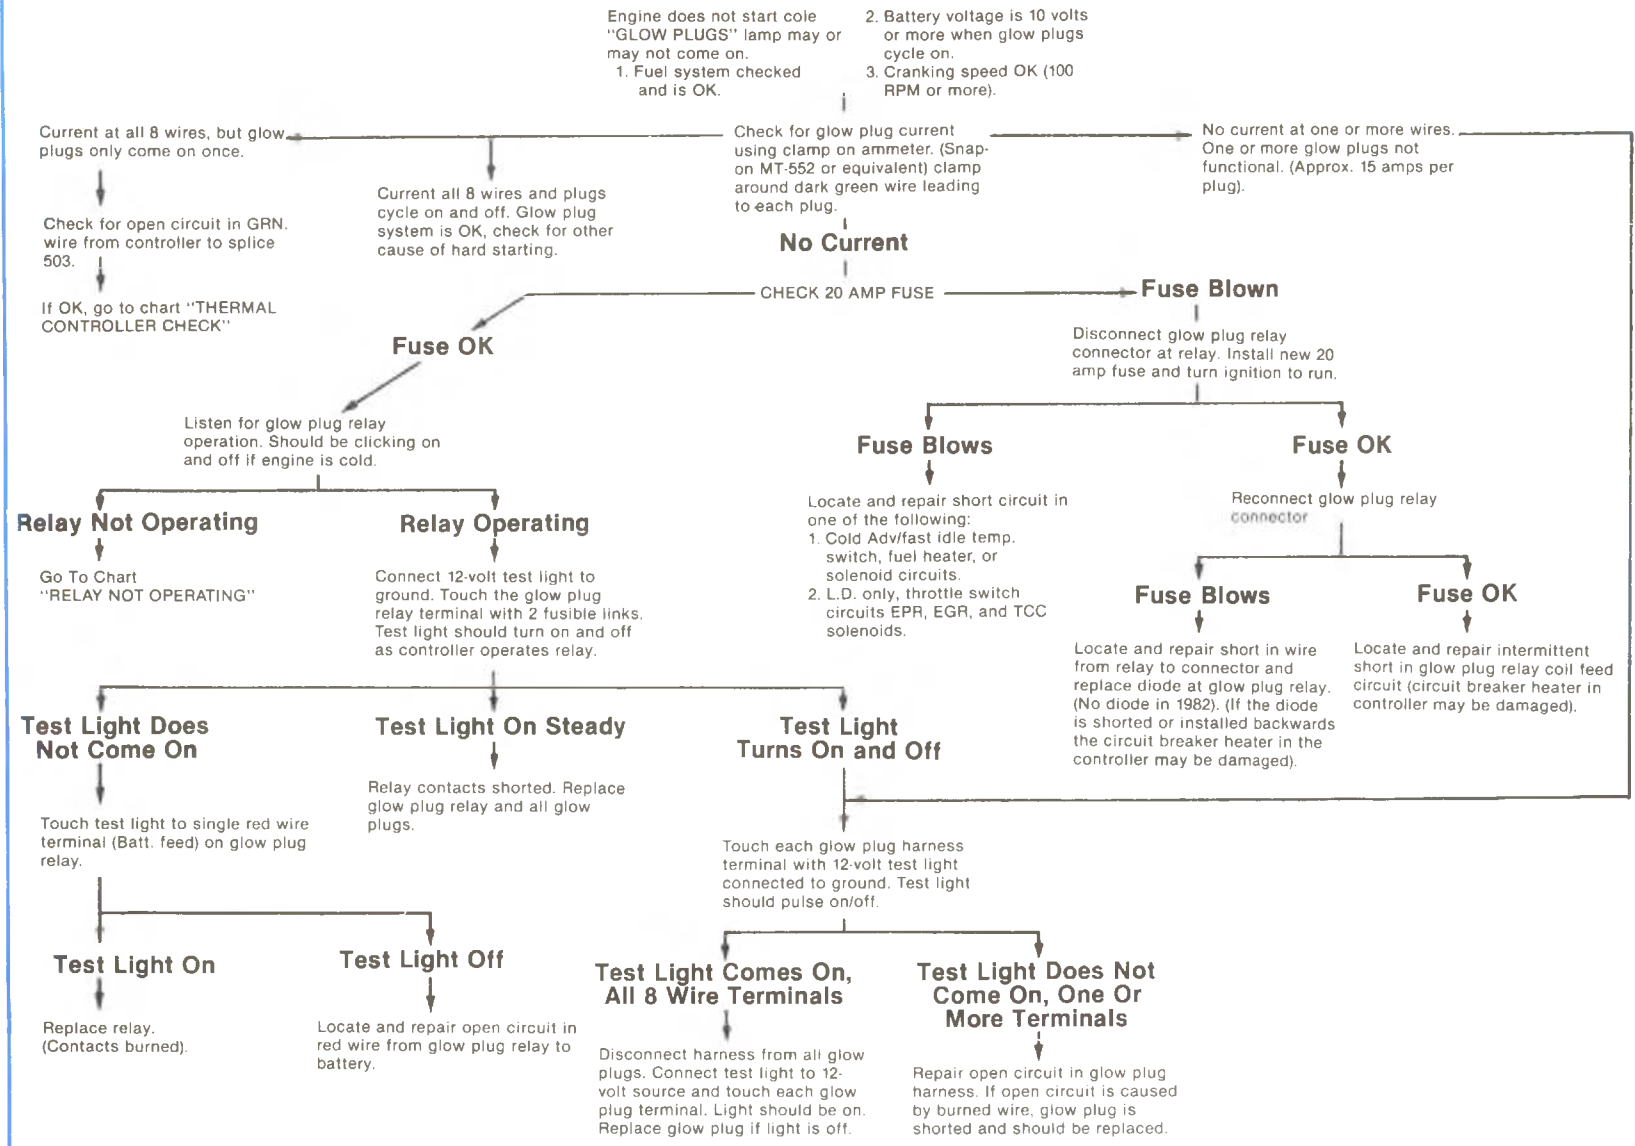 Engine does not start cole
"GLOW PLUGS" lamp may or
may not come on.
1. Fuel system checked
and is OK.
2. Battery voltage is 10 volts
or more when glow plugs
cycle on.
3. Cranking speed OK (100
RPM or more).
Current at all 8 wires, but glow
plugs only come on once.
Check for glow plug current
using clamp on ammeter. (Snap-
on MT-552 or equivalent) clamp
around dark green wire leading
to each plug.
No current at one or more wires.
One or more glow plugs not
functional. (Approx. 15 amps per
plug).
Current all 8 wires and plugs
cycle on and off. Glow plug
system is OK, check for other
cause of hard starting.
Check for open circuit in GRN.
wire from controller to splice
503.
If OK, go to chart "THERMAL
CONTROLLER CHECK"
No Current
CHECK 20 AMP FUSE
Fuse Blown
Fuse OK
Disconnect glow plug relay
connector at relay. Install new 20
amp fuse and turn ignition to run.
Listen for glow plug relay
operation. Should be clicking on
and off if engine is cold.
Fuse Blows
Fuse OK
Relay Not Operating
Relay Operating
Locate and repair short circuit in
one of the following:
1. Cold Adv/fast idle temp.
switch, fuel heater, or
solenoid circuits.
2. L.D. only, throttle switch
circuits EPR, EGR, and TCC
solenoids.
Reconnect glow plug relay
connector
Go To Chart
"RELAY NOT OPERATING"
Connect 12-volt test light to
ground. Touch the glow plug
relay terminal with 2 fusible links.
Test light should turn on and off
as controller operates relay.
Fuse Blows
Fuse OK
Locate and repair short in wire
from relay to connector and
replace diode at glow plug relay.
(No diode in 1982). (If the diode
is shorted or installed backwards
the circuit breaker heater in the
controller may be damaged).
Locate and repair intermittent
short in glow plug relay coil feed
circuit (circuit breaker heater in
controller may be damaged).
Test Light Does
Not Come On
Test Light On Steady
Test Light
Turns On and Off
Relay contacts shorted. Replace
glow plug relay and all glow
plugs.
Touch test light to single red wire
terminal (Batt. feed) on glow plug
relay.
Touch each glow plug harness
terminal with 12-volt test light
connected to ground. Test light
should pulse on/off.
Test Light On
Test Light Off
Test Light Comes On,
All 8 Wire Terminals
Test Light Does Not
Come On, One Or
More Terminals
Replace relay.
(Contacts burned).
Locate and repair open circuit in
red wire from glow plug relay to
battery.
Disconnect harness from all glow
plugs. Connect test light to 12-
volt source and touch each glow
plug terminal. Light should be on.
Replace glow plug if light is off.
Repair open circuit in glow plug
harness. If open circuit is caused
by burned wire, glow plug is
shorted and should be replaced.